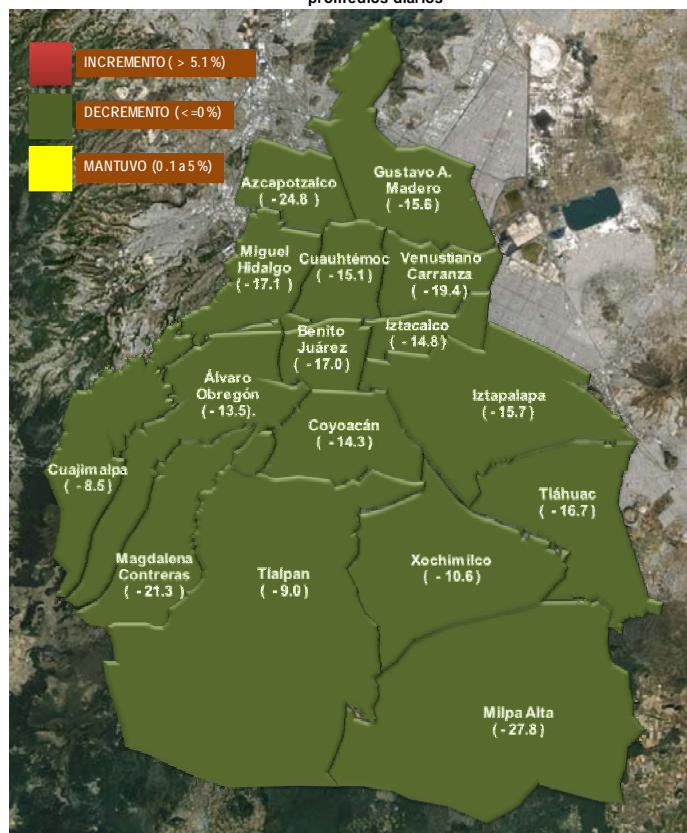 promedios diarios
INCREMENTO ( > 5.1%)
DECREMENTO (<=0%)
MANTUVO (0.1 a 5%)
Azcapotzalco
( -24.8 )
Gustavo A.
Madero
( -15.6)
Miguel
Hidalgo
( -17.1 )
Cuauhtémoc
( -15.1)
Venustiano
Carranza
( -19.4)
Benito
Juárez
( -17.0)
Iztacalco
( -14.8)
Álvaro
Obregón
( -13.5).
Iztapalapa
( -15.7)
Coyoacán
( -14.3)
Cuajimalpa
( -8.5)
Tláhuac
( -16.7)
Magdalena
Contreras
( -21.3 )
Tlalpan
( -9.0)
Xochimilco
( -10.6)
Milpa Alta
( -27.8)